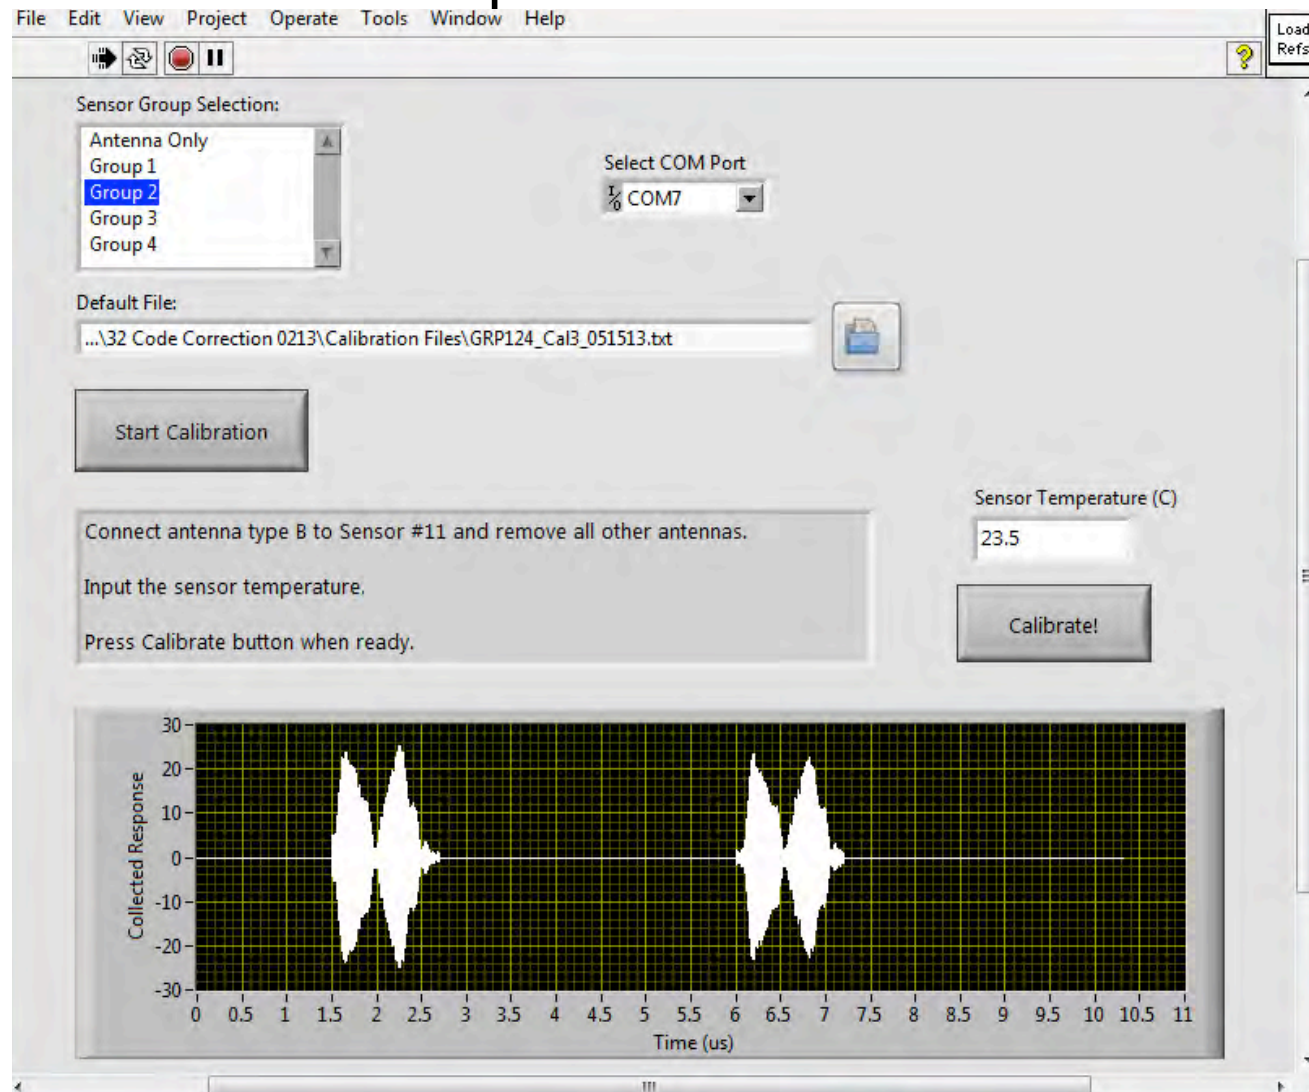 File Edit View Project Operate Tools Window Help
Load
Refs
Sensor Group Selection:
Antenna Only
Group 1
Group 2
Group 3
Group 4
Select COM Port
I/O COM7
Default File:
...\32 Code Correction 0213\Calibration Files\GRP124_Cal3_051513.txt
Start Calibration
Connect antenna type B to Sensor #11 and remove all other antennas.
Input the sensor temperature.
Press Calibrate button when ready.
Sensor Temperature (C)
23.5
Calibrate!
Collected Response
30
20
10
0
-10
-20
-30
0 0.5 1 1.5 2 2.5 3 3.5 4 4.5 5 5.5 6 6.5 7 7.5 8 8.5 9 9.5 10 10.5 11
Time (us)